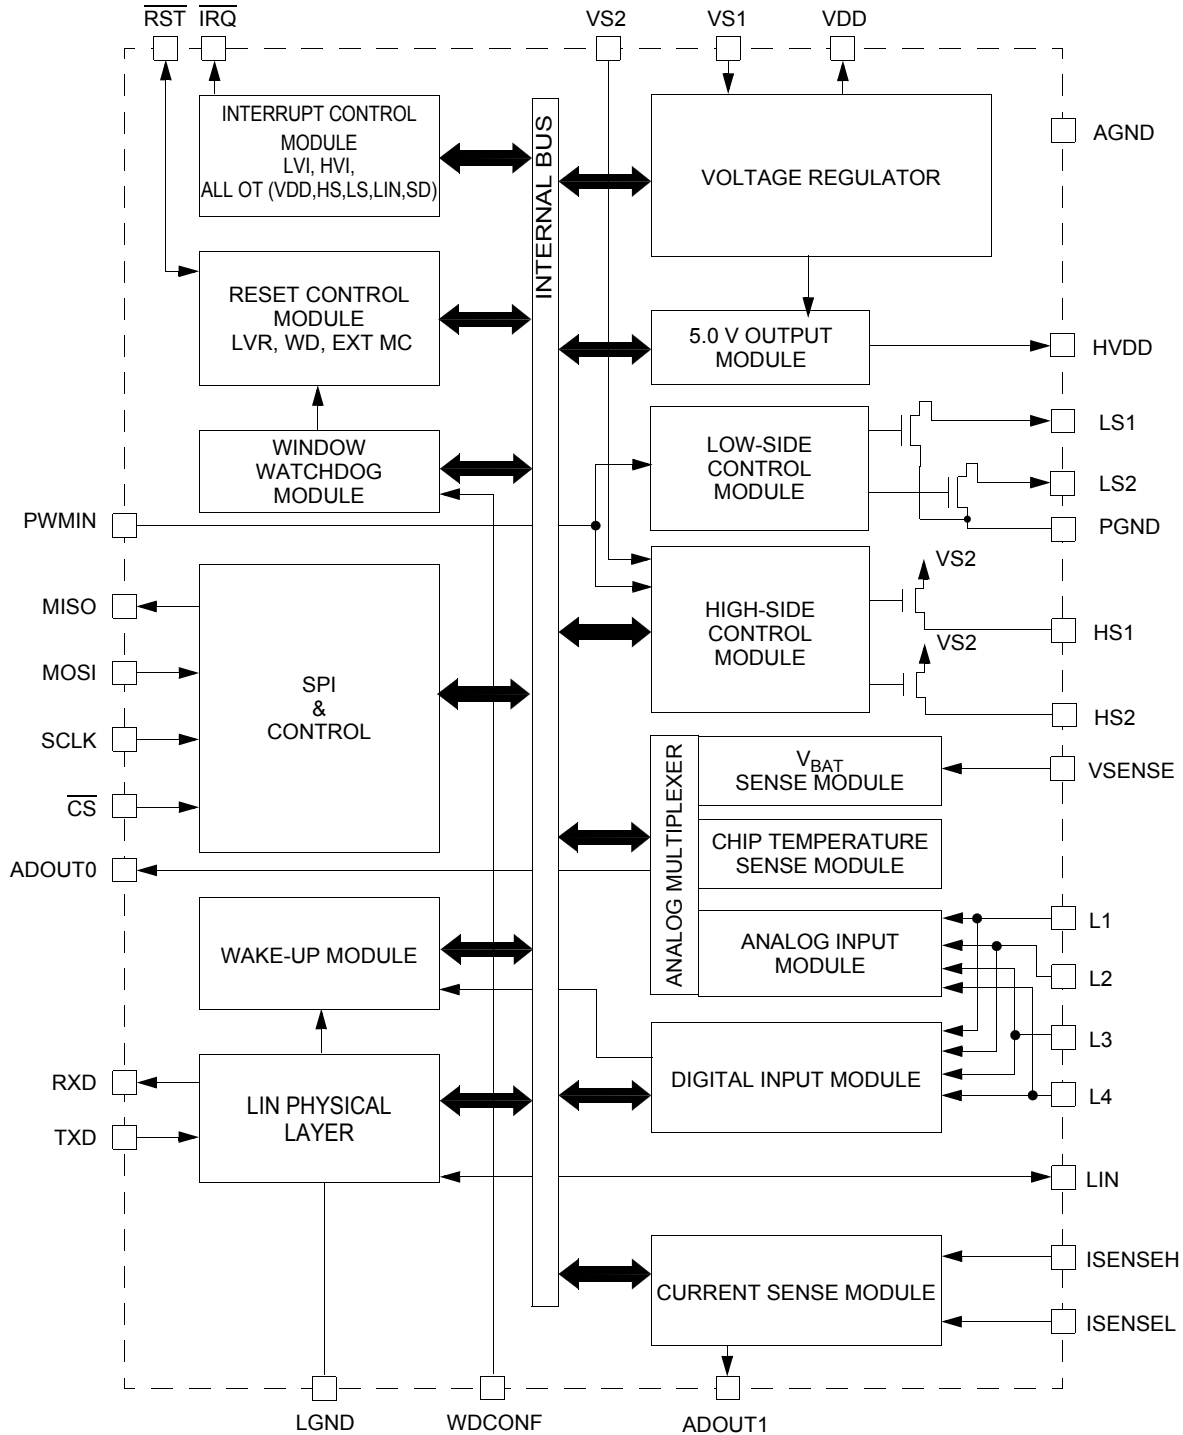 RST IRQ VS2 VS1 VDD
INTERRUPT CONTROL
MODULE
LVI, HVI,
ALL OT (VDD,HS,LS,LIN,SD)
INTERNAL BUS
VOLTAGE REGULATOR
AGND
RESET CONTROL
MODULE
LVR, WD, EXT MC
5.0 V OUTPUT
MODULE
HVDD
WINDOW
WATCHDOG
MODULE
LOW-SIDE
CONTROL
MODULE
LS1
LS2
PGND
PWMIN
MISO
MOSI
SCLK
CS
SPI
&
CONTROL
HIGH-SIDE
CONTROL
MODULE
VS2
HS1
VS2
HS2
ANALOG MULTIPLEXER
VBAT
SENSE MODULE
VSENSE
CHIP TEMPERATURE
SENSE MODULE
ADOUT0
WAKE-UP MODULE
ANALOG INPUT
MODULE
L1
L2
L3
L4
DIGITAL INPUT MODULE
RXD
TXD
LIN PHYSICAL
LAYER
LIN
CURRENT SENSE MODULE
ISENSEH
ISENSEL
LGND WDCONF ADOUT1